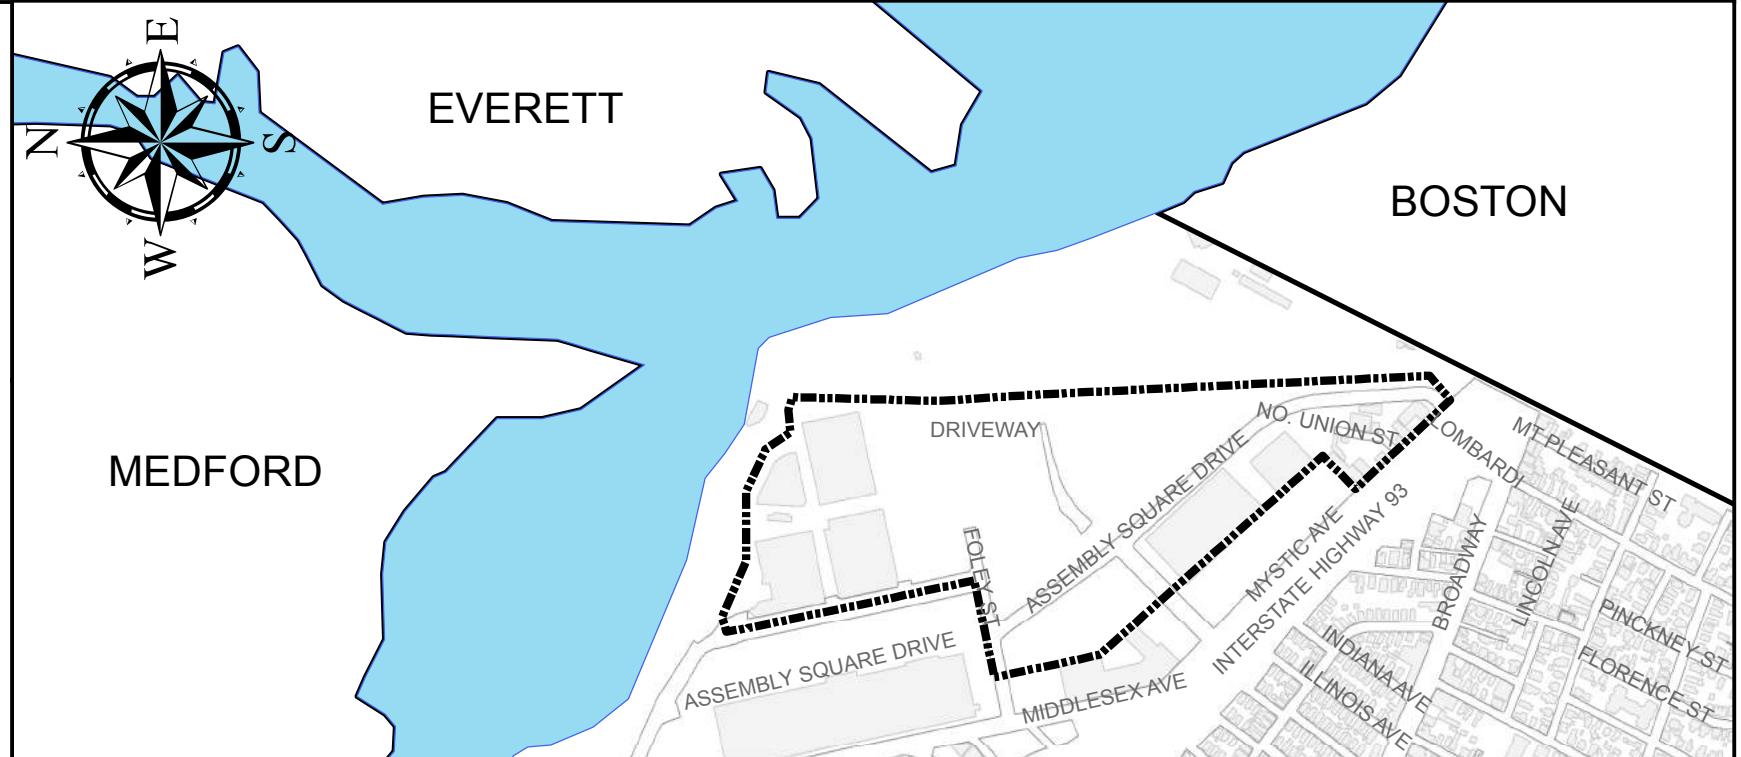 E
N
S
W
EVERETT
BOSTON
MEDFORD
DRIVEWAY
NO. UNION ST
LOMBARDI
MT PLEASANT ST
ASSEMBLY SQUARE DRIVE
FOLEY ST
MYSTIC AVE
INTERSTATE HIGHWAY 93
BROADWAY
LINCOLN AVE
PINCKNEY ST
FLORENCE ST
INDIANA AVE
ILLINOIS AVE
ASSEMBLY SQUARE DRIVE
MIDDLESEX AVE